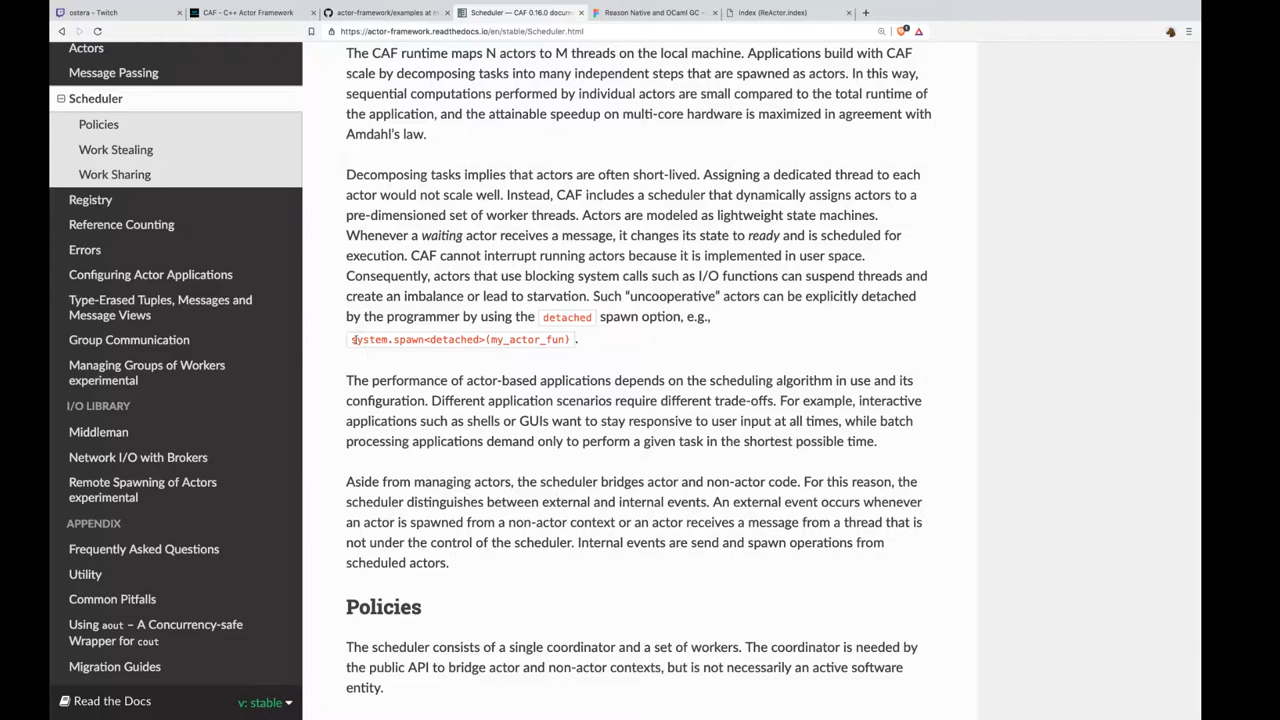 ostera - Twitch
CAF - C++ Actor Framework
actor-framework/examples at m
Scheduler — CAF 0.16.0 docum
Reason Native and OCaml GC -
index (ReActor.index)
https://actor-framework.readthedocs.io/en/stable/Scheduler.html
Actors
Message Passing
Scheduler
Policies
Work Stealing
Work Sharing
Registry
Reference Counting
Errors
Configuring Actor Applications
Type-Erased Tuples, Messages and
Message Views
Group Communication
Managing Groups of Workers
experimental
I/O LIBRARY
Middleman
Network I/O with Brokers
Remote Spawning of Actors
experimental
APPENDIX
Frequently Asked Questions
Utility
Common Pitfalls
Using aout – A Concurrency-safe
Wrapper for cout
Migration Guides
Read the Docs
v: stable
The CAF runtime maps N actors to M threads on the local machine. Applications build with CAF
scale by decomposing tasks into many independent steps that are spawned as actors. In this way,
sequential computations performed by individual actors are small compared to the total runtime of
the application, and the attainable speedup on multi-core hardware is maximized in agreement with
Amdahl's law.
Decomposing tasks implies that actors are often short-lived. Assigning a dedicated thread to each
actor would not scale well. Instead, CAF includes a scheduler that dynamically assigns actors to a
pre-dimensioned set of worker threads. Actors are modeled as lightweight state machines.
Whenever a waiting actor receives a message, it changes its state to ready and is scheduled for
execution. CAF cannot interrupt running actors because it is implemented in user space.
Consequently, actors that use blocking system calls such as I/O functions can suspend threads and
create an imbalance or lead to starvation. Such “uncooperative” actors can be explicitly detached
by the programmer by using the detached spawn option, e.g.,
system.spawn<detached>(my_actor_fun) .
The performance of actor-based applications depends on the scheduling algorithm in use and its
configuration. Different application scenarios require different trade-offs. For example, interactive
applications such as shells or GUIs want to stay responsive to user input at all times, while batch
processing applications demand only to perform a given task in the shortest possible time.
Aside from managing actors, the scheduler bridges actor and non-actor code. For this reason, the
scheduler distinguishes between external and internal events. An external event occurs whenever
an actor is spawned from a non-actor context or an actor receives a message from a thread that is
not under the control of the scheduler. Internal events are send and spawn operations from
scheduled actors.
Policies
The scheduler consists of a single coordinator and a set of workers. The coordinator is needed by
the public API to bridge actor and non-actor contexts, but is not necessarily an active software
entity.